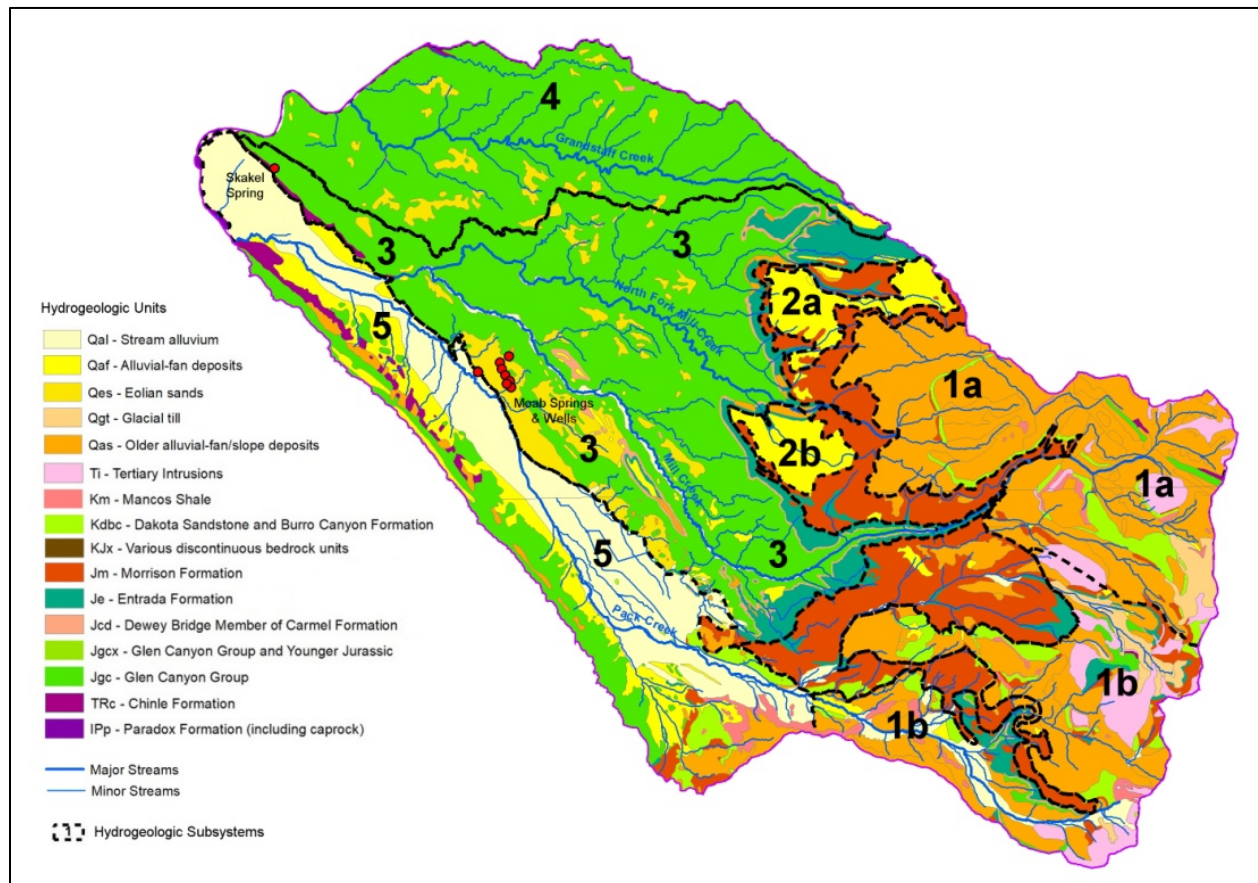 4
Grandstaff Creek
Skakel
Spring
3
3
North Fork Mill Creek
2a
1a
Hydrogeologic Units
Qal - Stream alluvium
Qaf - Alluvial-fan deposits
Qes - Eolian sands
Qgt - Glacial till
Qas - Older alluvial-fan/slope deposits
Ti - Tertiary Intrusions
Km - Mancos Shale
Kdbc - Dakota Sandstone and Burro Canyon Formation
KJx - Various discontinuous bedrock units
Jm - Morrison Formation
Je - Entrada Formation
Jcd - Dewey Bridge Member of Carmel Formation
Jgcx - Glen Canyon Group and Younger Jurassic
Jgc - Glen Canyon Group
TRc - Chinle Formation
IPp - Paradox Formation (including caprock)
Major Streams
Minor Streams
Hydrogeologic Subsystems
5
Moab Springs
& Wells
3
Mill Creek
2b
1a
5
3
Pack Creek
1b
1b